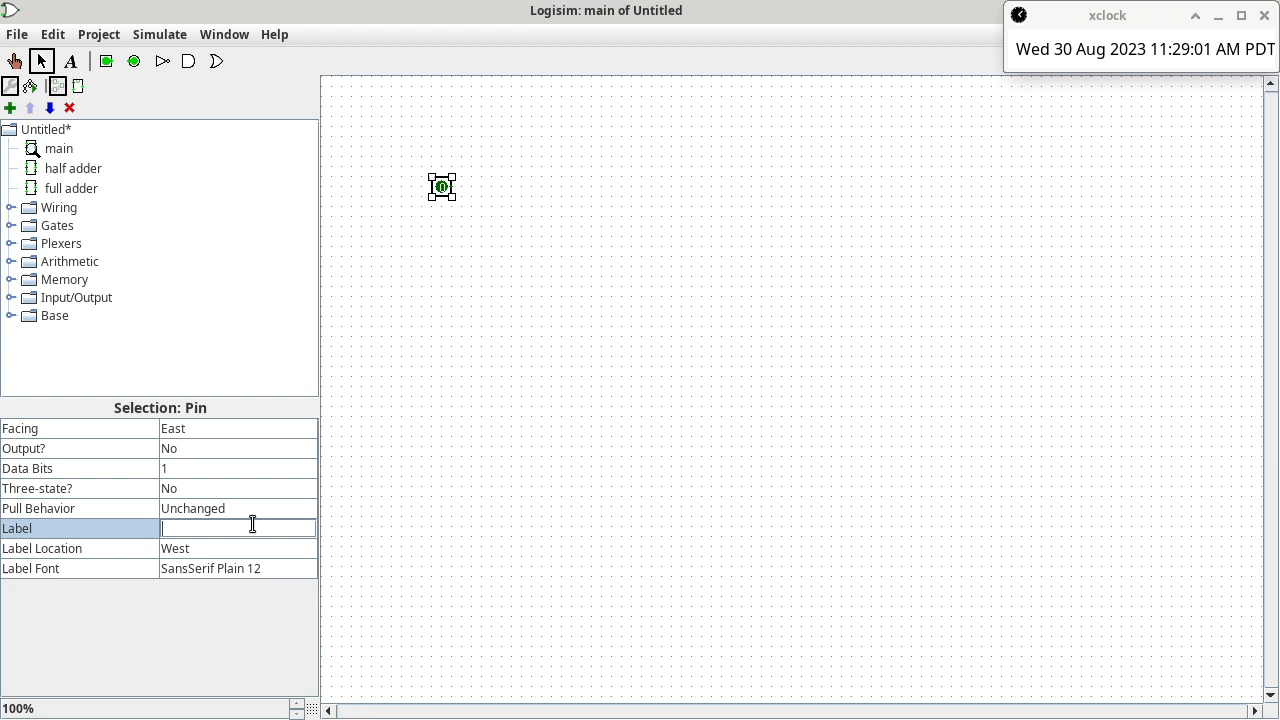 Logisim: main of Untitled
xclock
Wed 30 Aug 2023 11:29:01 AM PDT
File Edit Project Simulate Window Help
A
Untitled*
main
half adder
full adder
Wiring
Gates
Plexers
Arithmetic
Memory
Input/Output
Base
Selection: Pin
Facing East
Output? No
Data Bits 1
Three-state? No
Pull Behavior Unchanged
Label
Label Location West
Label Font SansSerif Plain 12
100%